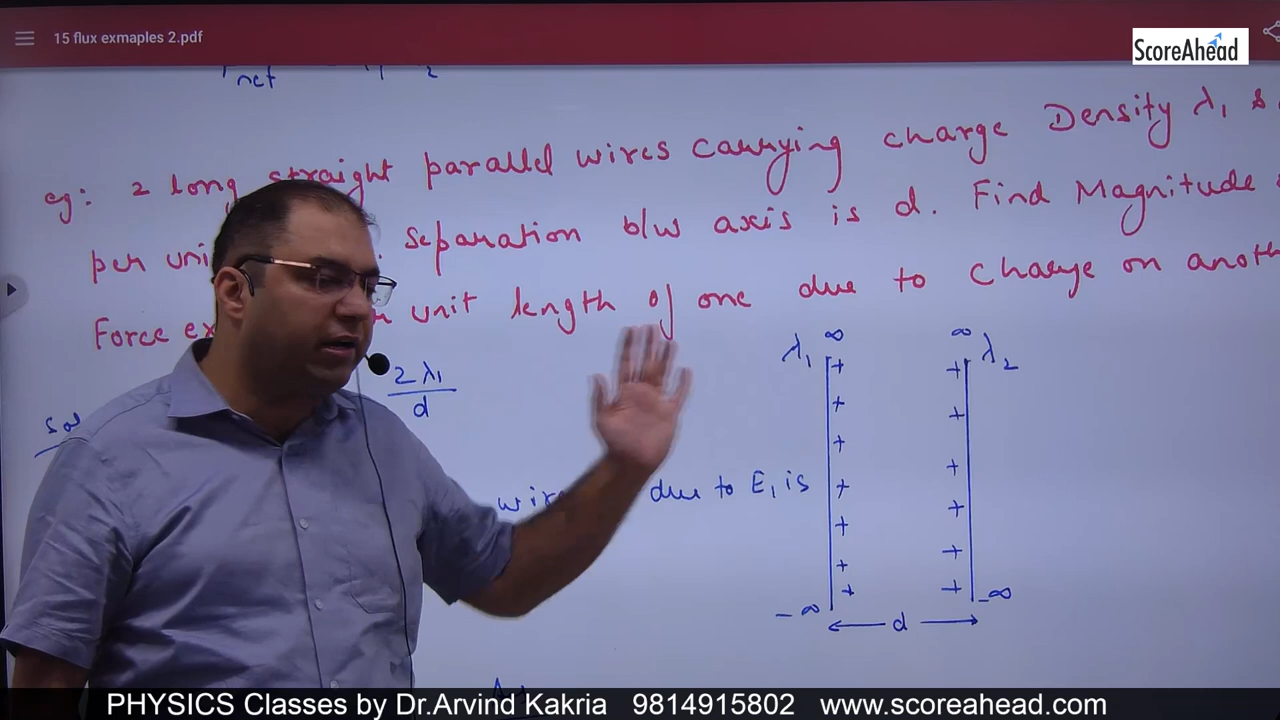 15 flux exmaples 2.pdf
ScoreAhead
net
eg: 2 long straight parallel wires carrying charge Density λ₁ &
per uni separation b/w axis is d. Find Magnitude
Force ex unit length of one due to charge on anoth
λ₁ ∞ ∞ λ₂
Sol
2λ₁
d
wire due to E₁ is
+ + + + + + +
+ + + + + +
-∞ -∞
d
PHYSICS Classes by Dr.Arvind Kakria 9814915802 www.scoreahead.com